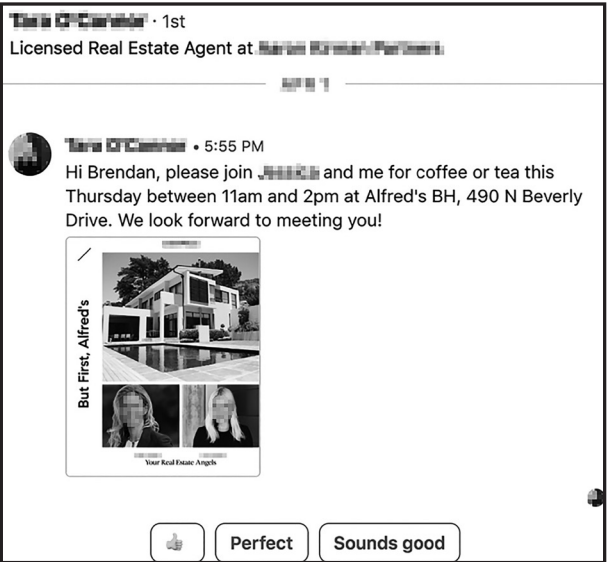 · 1st
Licensed Real Estate Agent at
• 5:55 PM
Hi Brendan, please join and me for coffee or tea this
Thursday between 11am and 2pm at Alfred's BH, 490 N Beverly
Drive. We look forward to meeting you!
But First, Alfred's
Your Real Estate Angels
Perfect
Sounds good